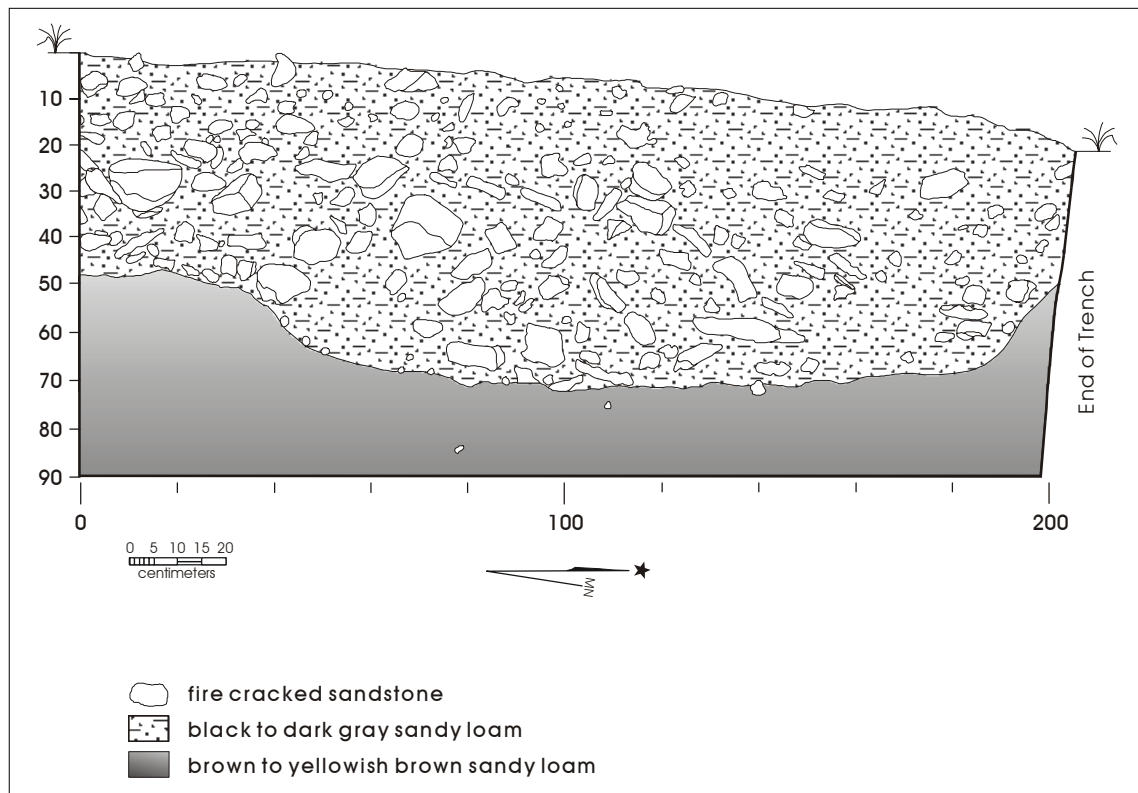 10
20
30
40
50
60
70
80
90
End of Trench
0
100
200
0 5 10 15 20
centimeters
MN
fire cracked sandstone
black to dark gray sandy loam
brown to yellowish brown sandy loam